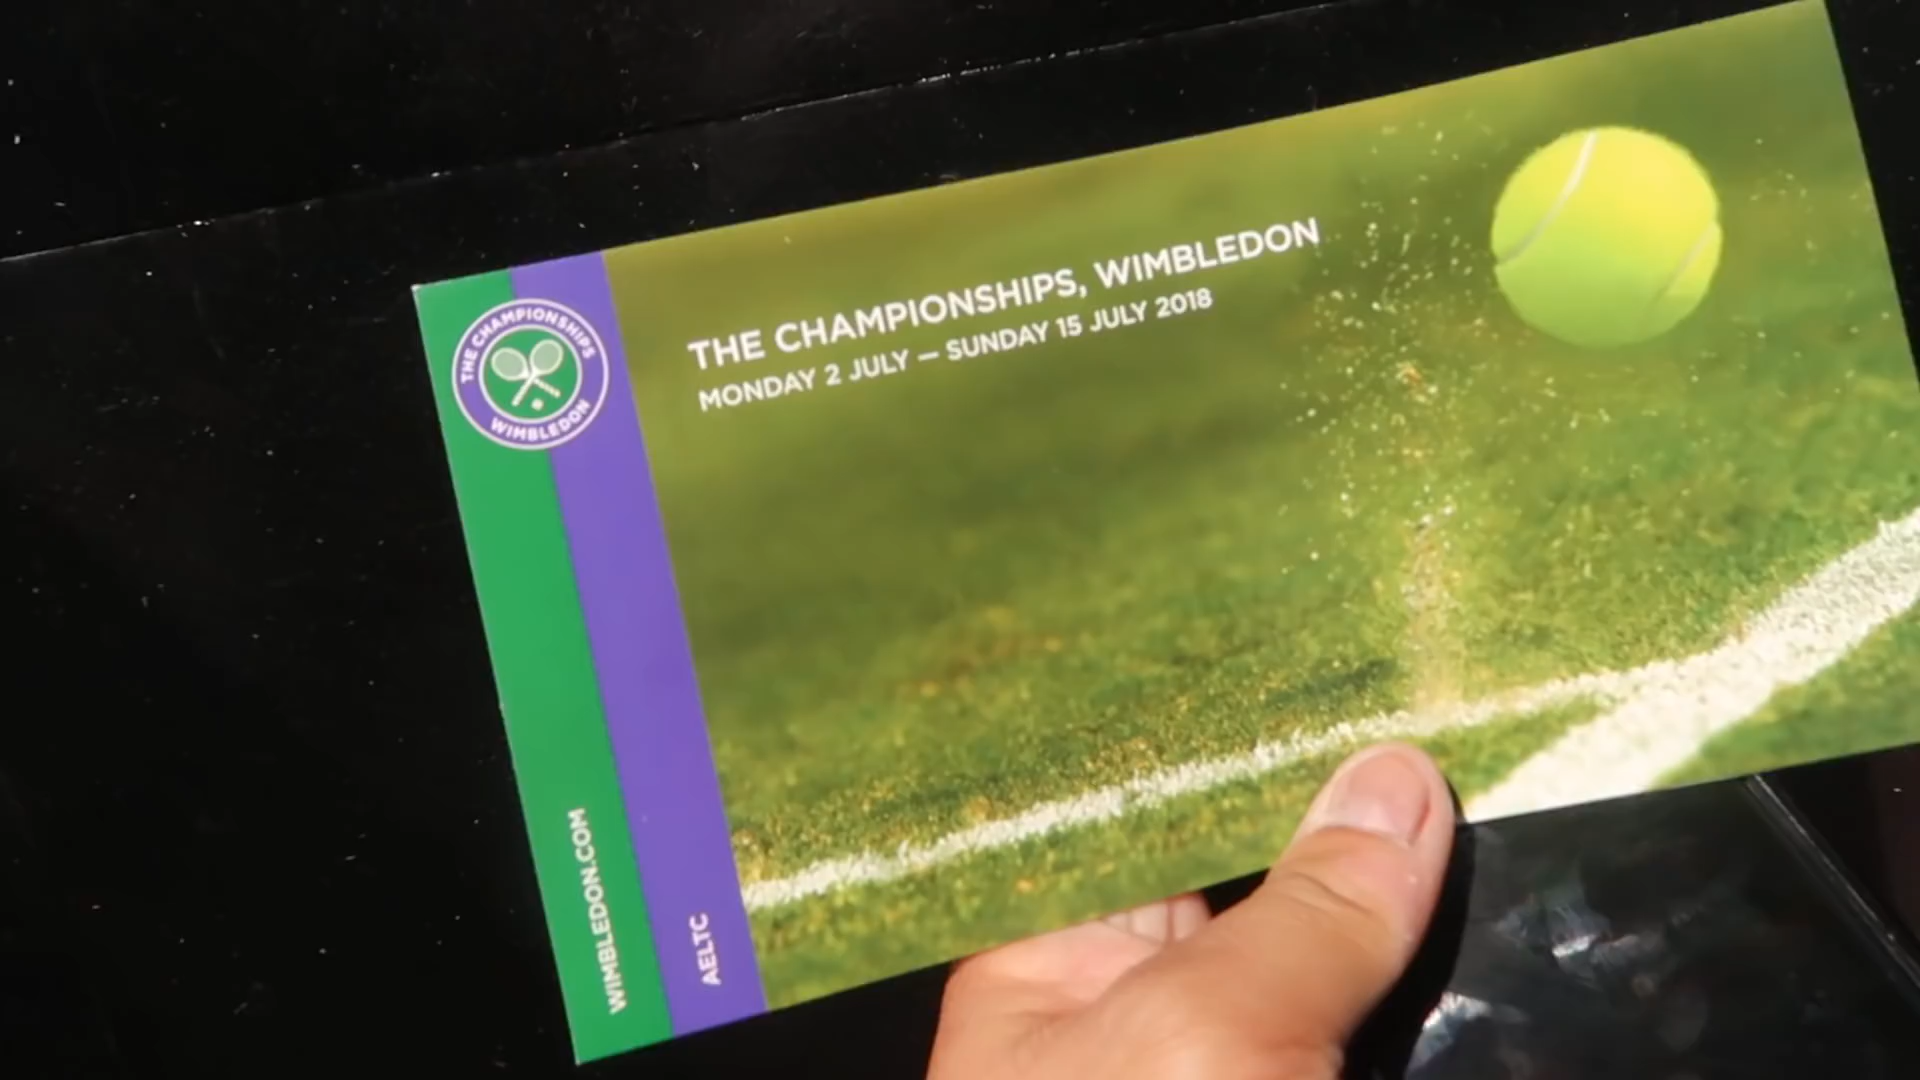 THE CHAMPIONSHIPS, WIMBLEDON
MONDAY 2 JULY – SUNDAY 15 JULY 2018
THE CHAMPIONSHIPS
WIMBLEDON
WIMBLEDON.COM
AELTC